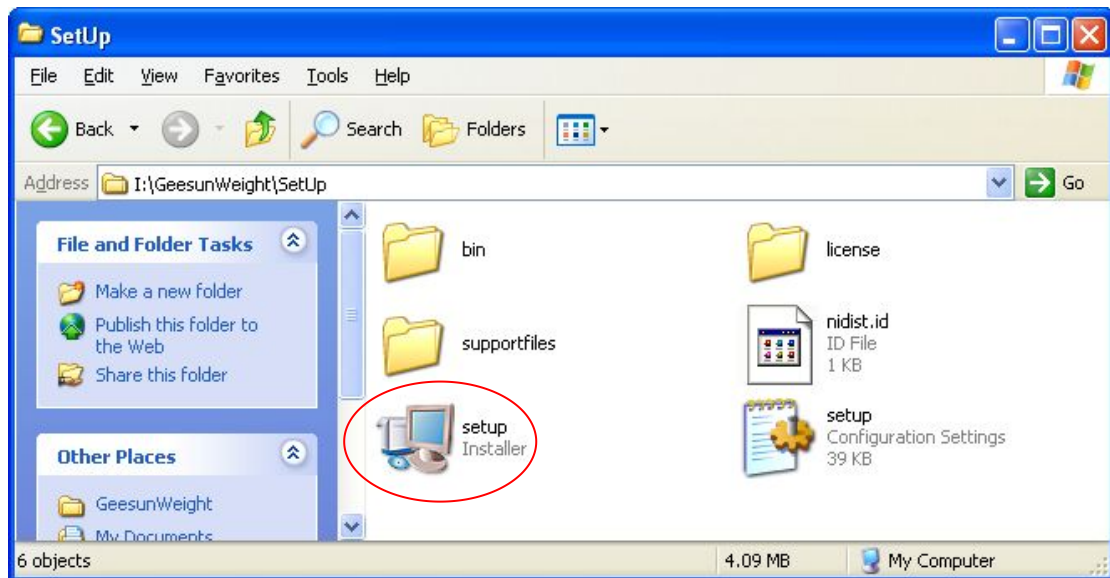 SetUp
File Edit View Favorites Tools Help
Back Search Folders
Address I:\GeesunWeight\SetUp Go
File and Folder Tasks
Make a new folder
Publish this folder to
the Web
Share this folder
Other Places
GeesunWeight
My Documents
bin
license
supportfiles
nidist.id
ID File
1 KB
setup
Installer
setup
Configuration Settings
39 KB
6 objects 4.09 MB My Computer